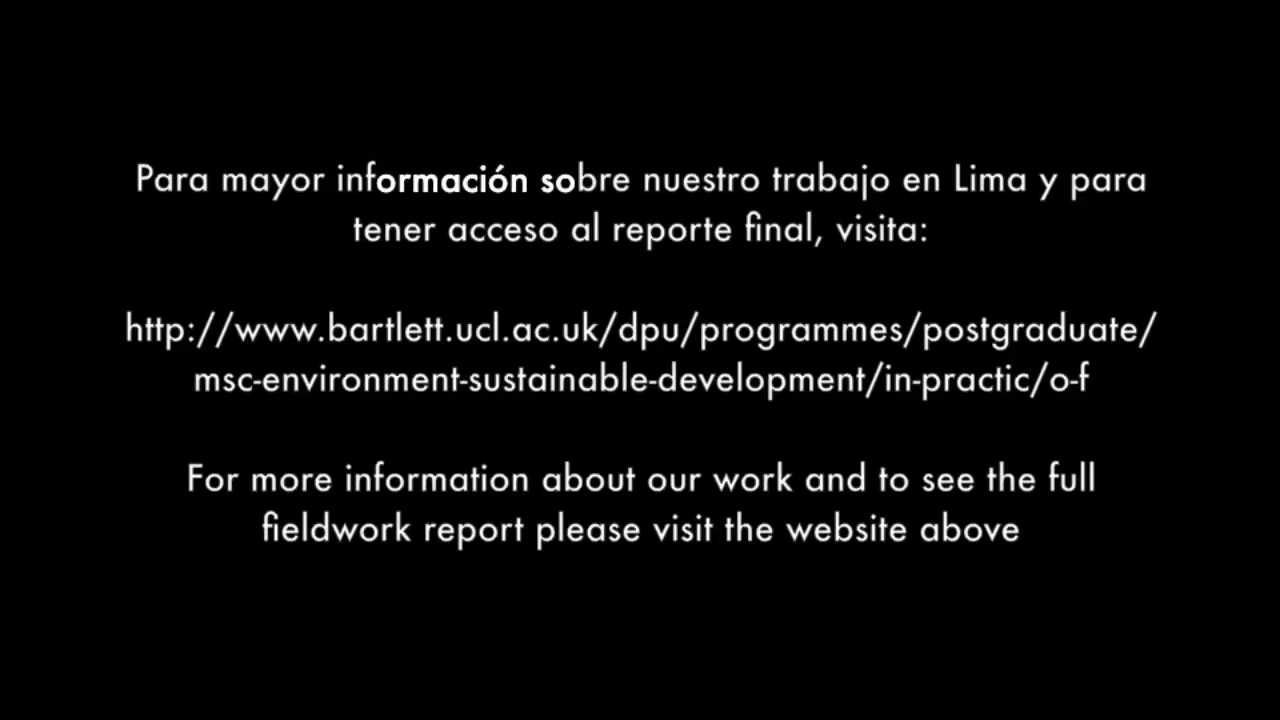 Para mayor información sobre nuestro trabajo en Lima y para
tener acceso al reporte final, visita:
http://www.bartlett.ucl.ac.uk/dpu/programmes/postgraduate/
msc-environment-sustainable-development/in-practic/o-f
For more information about our work and to see the full
fieldwork report please visit the website above